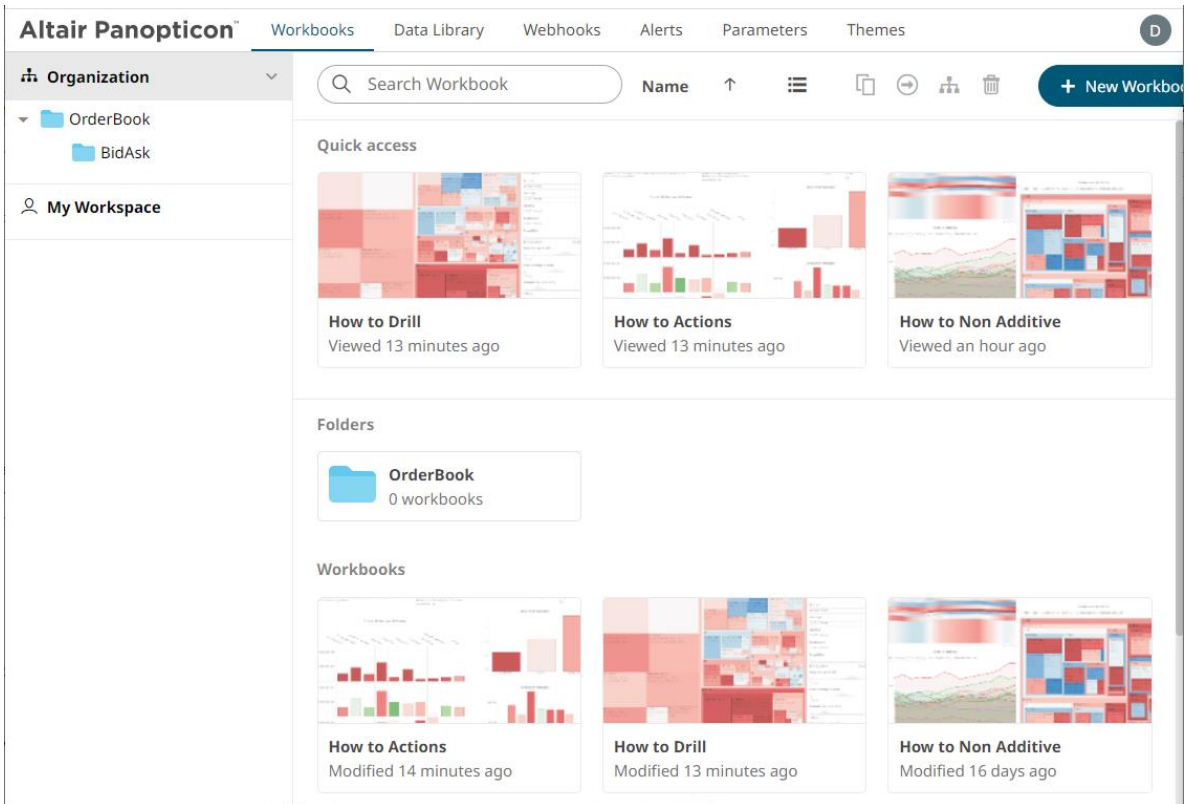 Altair Panopticon™ Workbooks Data Library Webhooks Alerts Parameters Themes D
Organization
OrderBook
BidAsk
My Workspace
Search Workbook Name + New Workboo
Quick access
How to Drill
Viewed 13 minutes ago
How to Actions
Viewed 13 minutes ago
How to Non Additive
Viewed an hour ago
Folders
OrderBook
0 workbooks
Workbooks
How to Actions
Modified 14 minutes ago
How to Drill
Modified 13 minutes ago
How to Non Additive
Modified 16 days ago